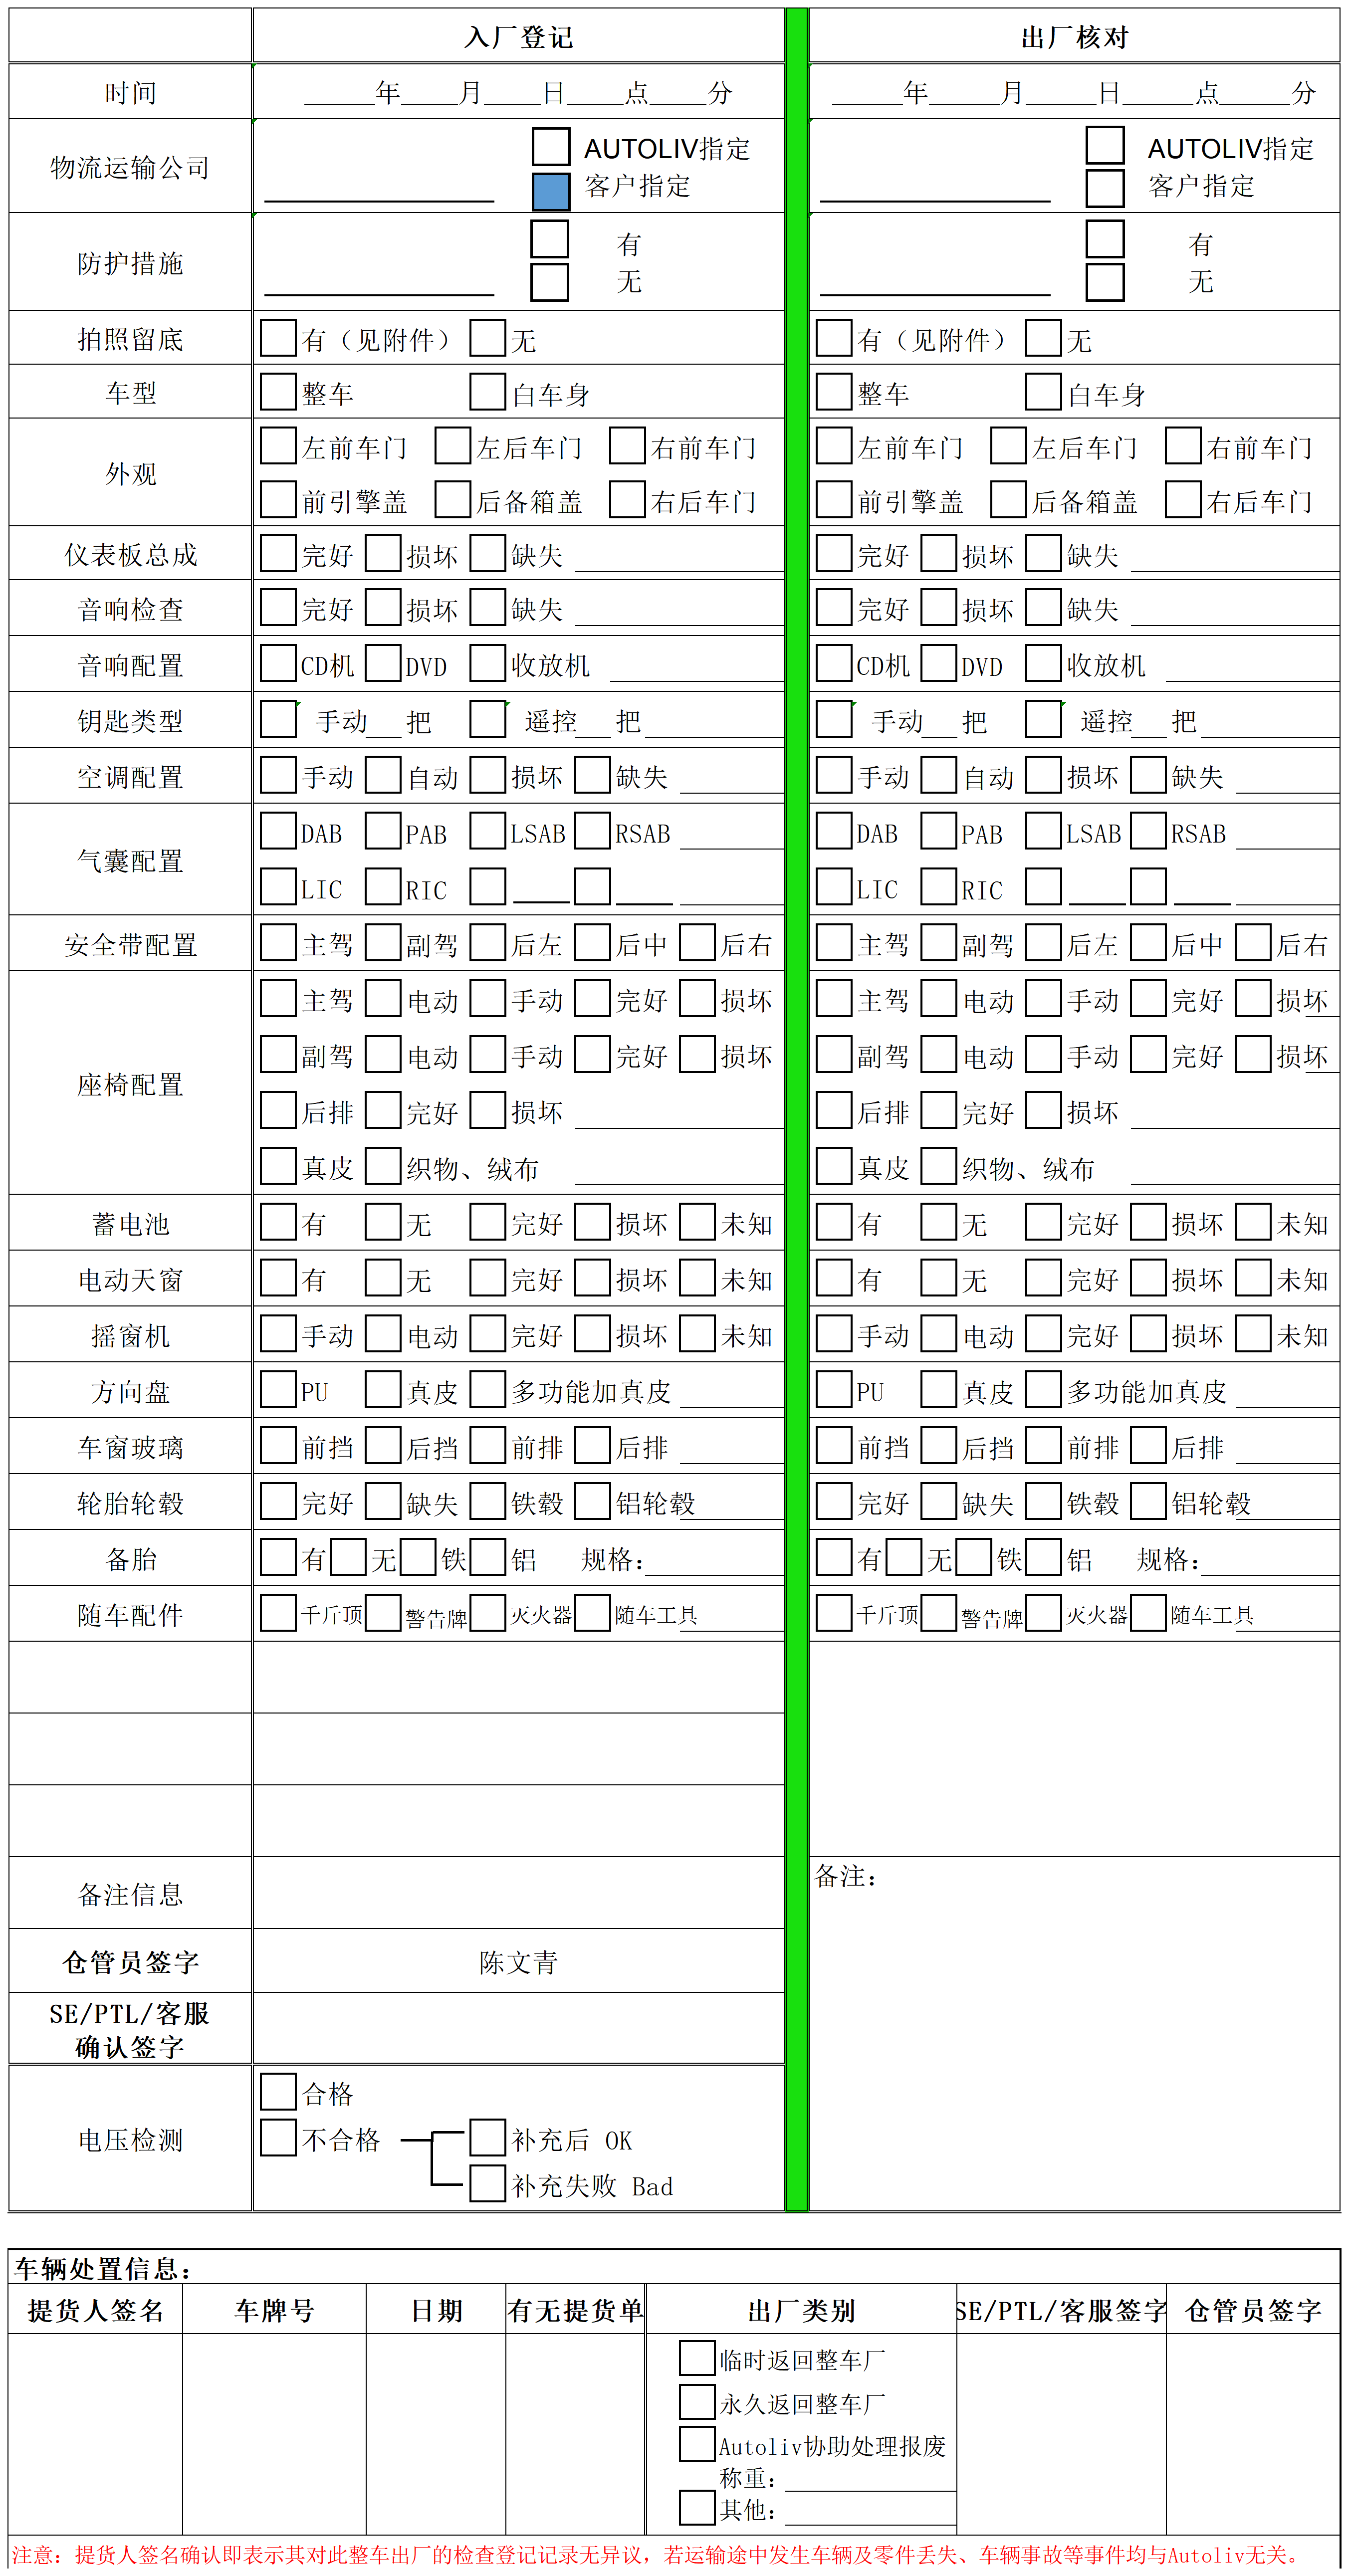 入厂登记 出厂核对
时间 ____年____月____日____点____分 ____年____月____日____点____分
物流运输公司 ________ AUTOLIV指定 ________ AUTOLIV指定
客户指定 客户指定
防护措施 ________ 有 ________ 有
无 无
拍照留底 有（见附件） 无 有（见附件） 无
车型 整车 白车身 整车 白车身
外观 左前车门 左后车门 右前车门 左前车门 左后车门 右前车门
前引擎盖 后备箱盖 右后车门 前引擎盖 后备箱盖 右后车门
仪表板总成 完好 损坏 缺失 完好 损坏 缺失
音响检查 完好 损坏 缺失 完好 损坏 缺失
音响配置 CD机 DVD 收放机 CD机 DVD 收放机
钥匙类型 手动__把 遥控__把 手动__把 遥控__把
空调配置 手动 自动 损坏 缺失 手动 自动 损坏 缺失
气囊配置 DAB PAB LSAB RSAB DAB PAB LSAB RSAB
LIC RIC LIC RIC
安全带配置 主驾 副驾 后左 后中 后右 主驾 副驾 后左 后中 后右
座椅配置 主驾 电动 手动 完好 损坏 主驾 电动 手动 完好 损坏
副驾 电动 手动 完好 损坏 副驾 电动 手动 完好 损坏
后排 完好 损坏 后排 完好 损坏
真皮 织物、绒布 真皮 织物、绒布
蓄电池 有 无 完好 损坏 未知 有 无 完好 损坏 未知
电动天窗 有 无 完好 损坏 未知 有 无 完好 损坏 未知
摇窗机 手动 电动 完好 损坏 未知 手动 电动 完好 损坏 未知
方向盘 PU 真皮 多功能加真皮 PU 真皮 多功能加真皮
车窗玻璃 前挡 后挡 前排 后排 前挡 后挡 前排 后排
轮胎轮毂 完好 缺失 铁毂 铝轮毂 完好 缺失 铁毂 铝轮毂
备胎 有 无 铁 铝 规格： 有 无 铁 铝 规格：
随车配件 千斤顶 警告牌 灭火器 随车工具 千斤顶 警告牌 灭火器 随车工具
备注信息 备注：
仓管员签字 陈文青
SE/PTL/客服
确认签字
电压检测 合格
不合格 补充后 OK
补充失败 Bad
车辆处置信息：
提货人签名 车牌号 日期 有无提货单 出厂类别 SE/PTL/客服签字 仓管员签字
临时返回整车厂
永久返回整车厂
Autoliv协助处理报废
称重：
其他：
注意：提货人签名确认即表示其对此整车出厂的检查登记记录无异议，若运输途中发生车辆及零件丢失、车辆事故等事件均与Autoliv无关。